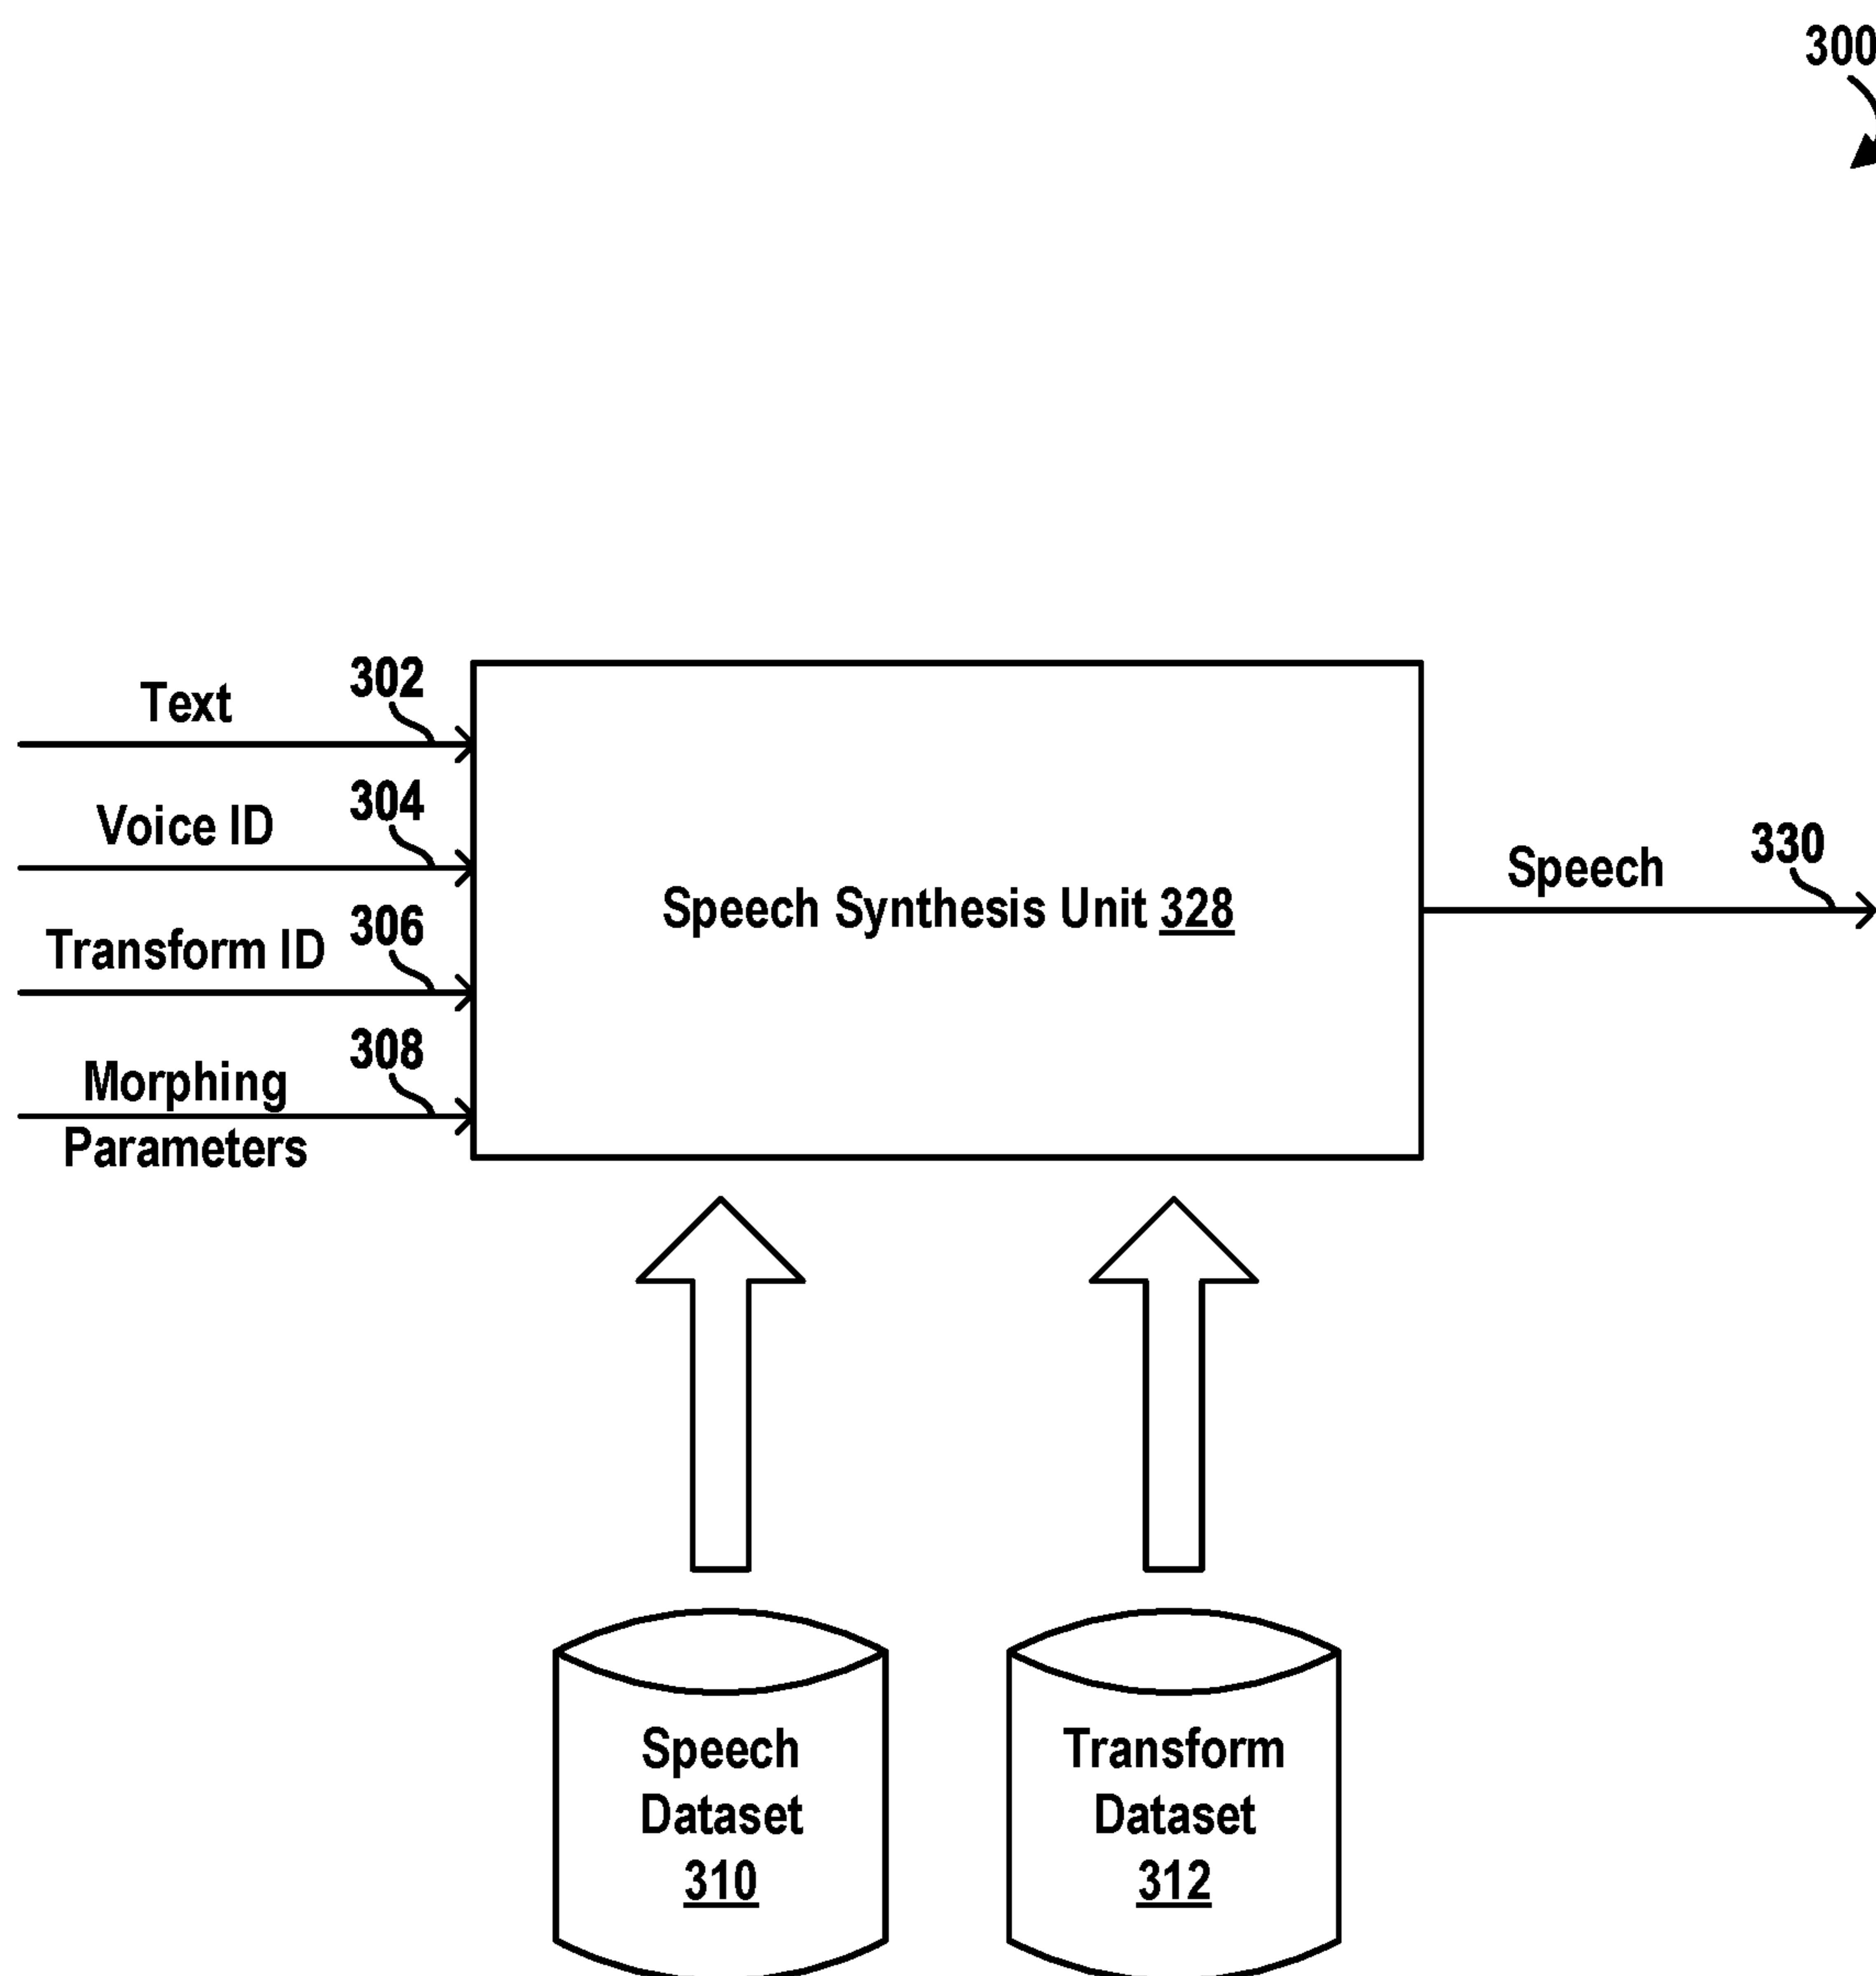 300
Text
302
Voice ID
304
Transform ID
306
Morphing
Parameters
308
Speech Synthesis Unit 328
Speech
330
Speech
Dataset
310
Transform
Dataset
312